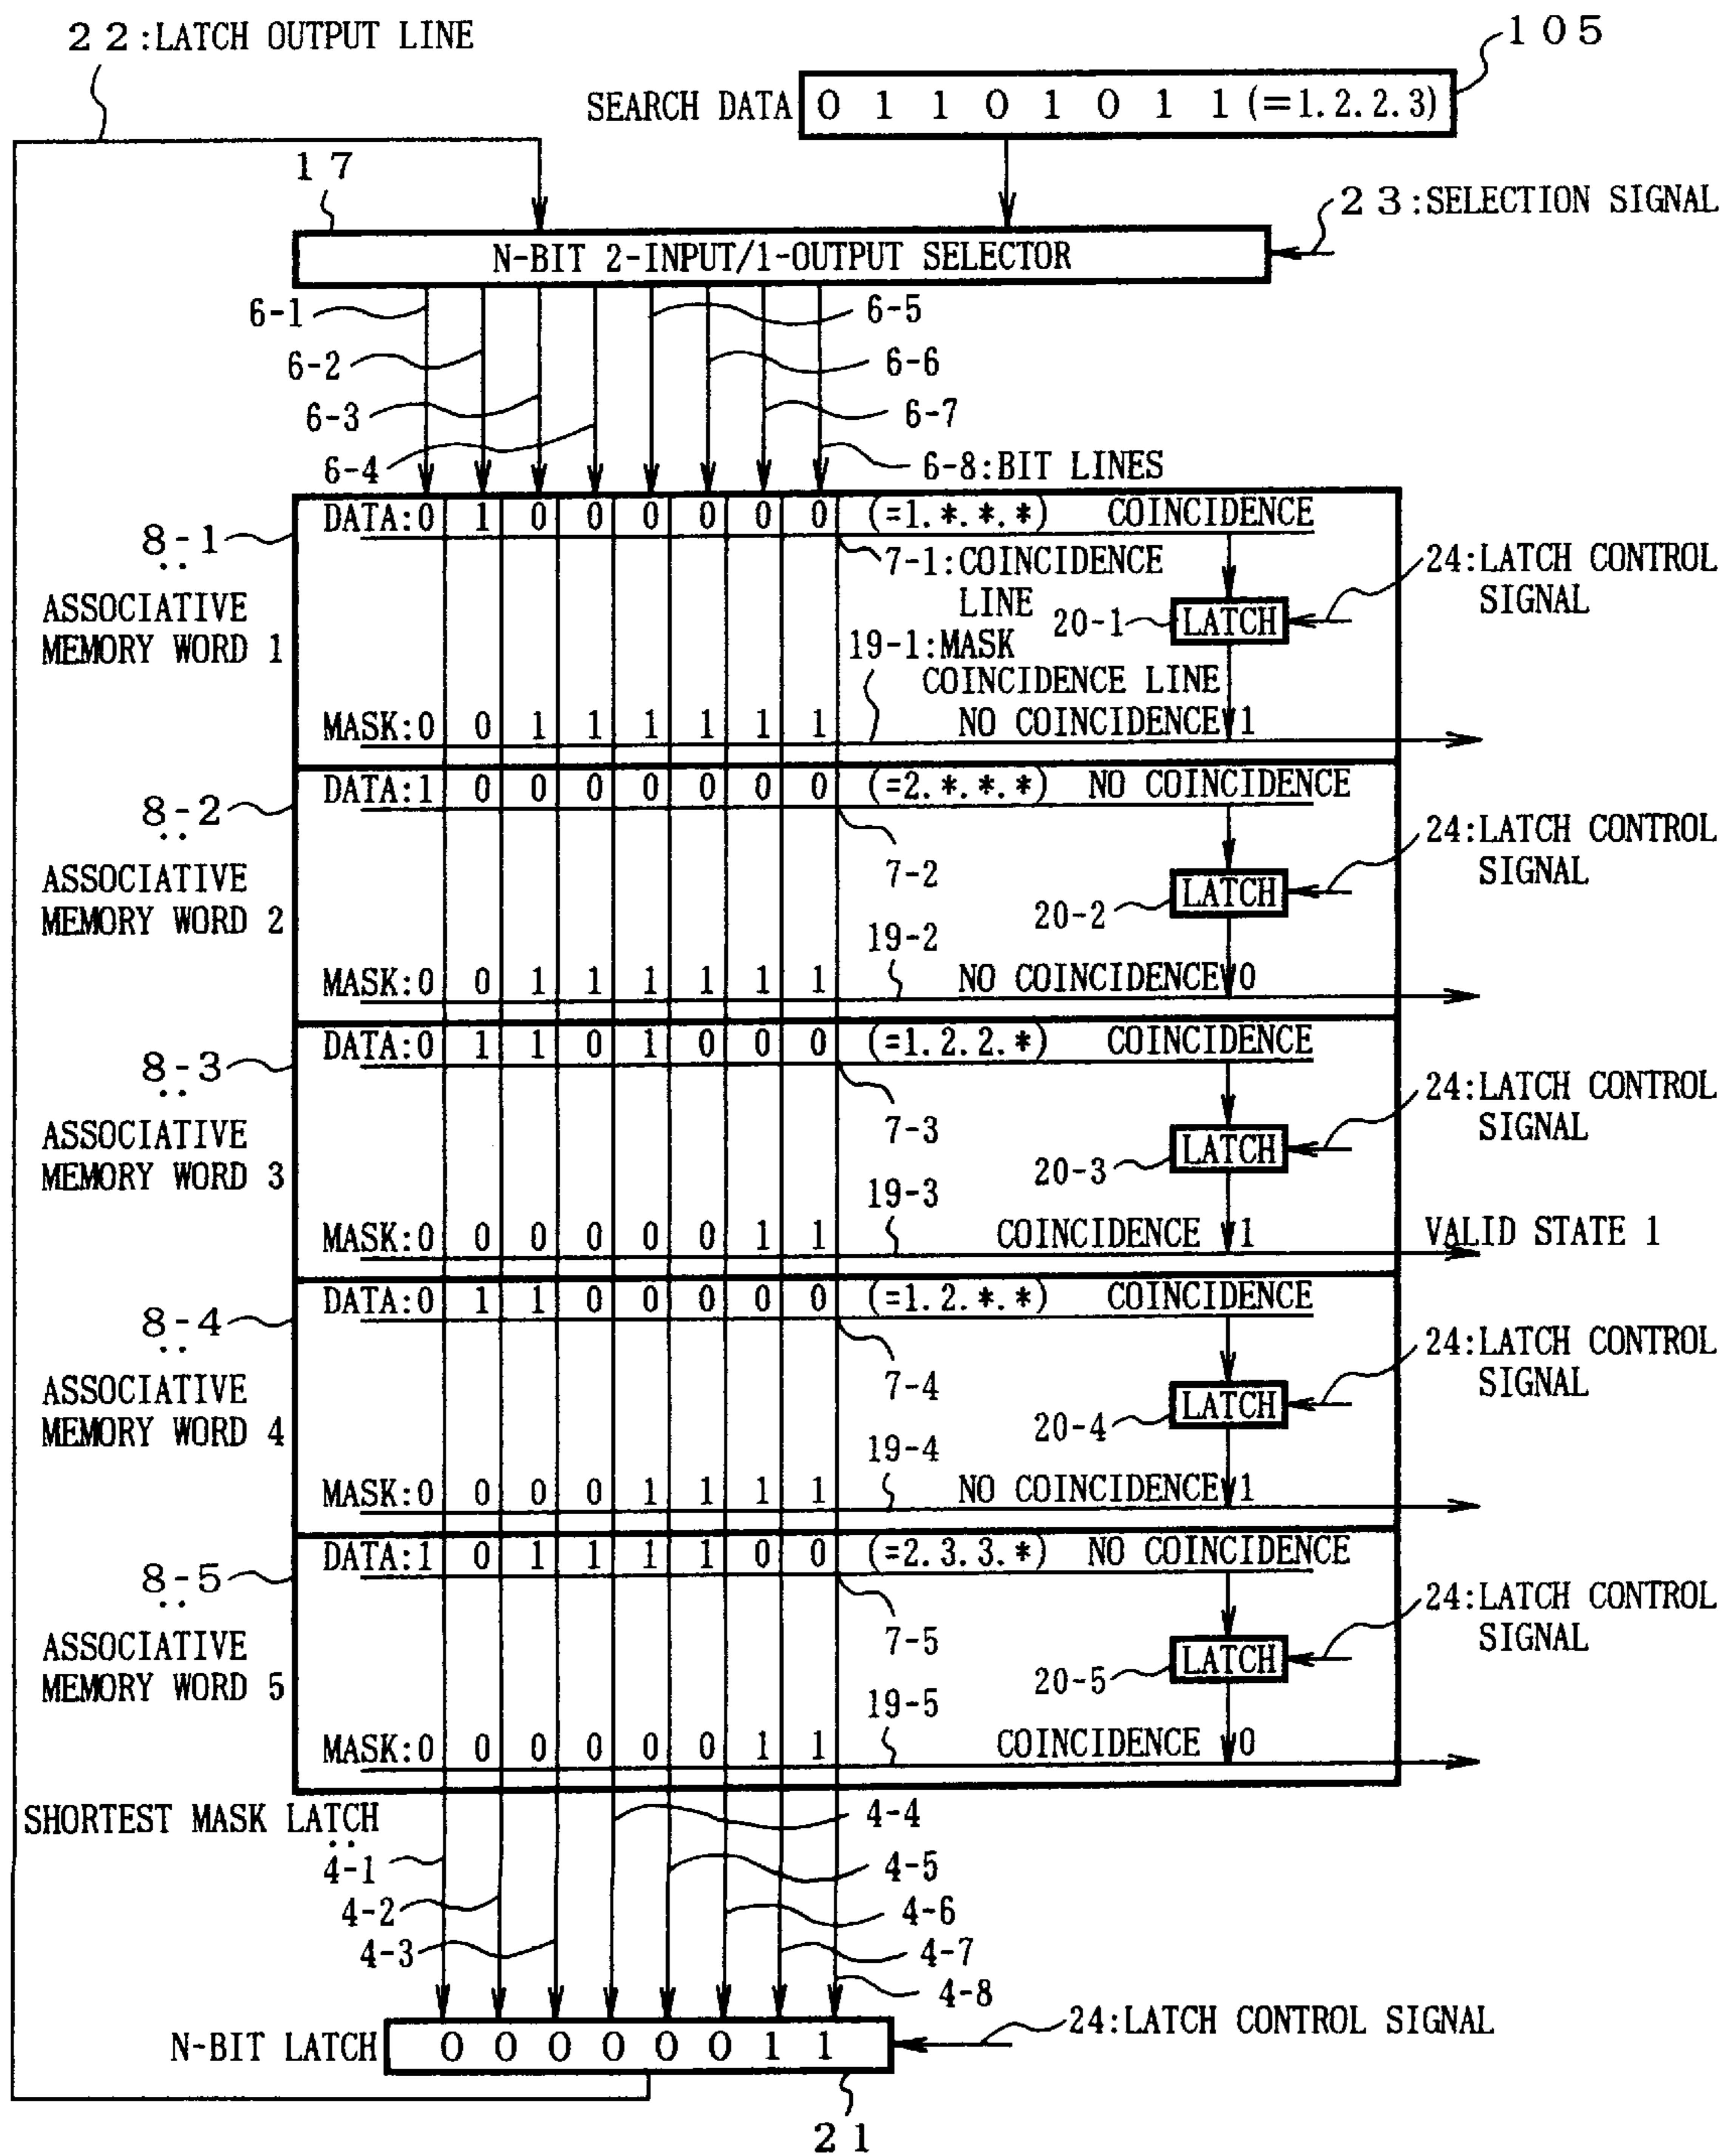 22:LATCH OUTPUT LINE
105
SEARCH DATA 0 1 1 0 1 0 1 1 (=1.2.2.3)
17
23:SELECTION SIGNAL
N-BIT 2-INPUT/1-OUTPUT SELECTOR
6-1
6-5
6-2
6-6
6-3
6-7
6-4
6-8:BIT LINES
8-1
DATA:0 1 0 0 0 0 0 0 (=1.*.*.*) COINCIDENCE
7-1:COINCIDENCE
LINE
24:LATCH CONTROL
SIGNAL
ASSOCIATIVE
MEMORY WORD 1
20-1
LATCH
19-1:MASK
COINCIDENCE LINE
MASK:0 0 1 1 1 1 1 1 NO COINCIDENCE 1
8-2
DATA:1 0 0 0 0 0 0 0 (=2.*.*.*) NO COINCIDENCE
7-2
24:LATCH CONTROL
SIGNAL
ASSOCIATIVE
MEMORY WORD 2
20-2
LATCH
19-2
MASK:0 0 1 1 1 1 1 1 NO COINCIDENCE 0
8-3
DATA:0 1 1 0 1 0 0 0 (=1.2.2.*) COINCIDENCE
7-3
24:LATCH CONTROL
SIGNAL
ASSOCIATIVE
MEMORY WORD 3
20-3
LATCH
19-3
MASK:0 0 0 0 0 0 1 1 COINCIDENCE 1
VALID STATE 1
8-4
DATA:0 1 1 0 0 0 0 0 (=1.2.*.*) COINCIDENCE
7-4
24:LATCH CONTROL
SIGNAL
ASSOCIATIVE
MEMORY WORD 4
20-4
LATCH
19-4
MASK:0 0 0 0 1 1 1 1 NO COINCIDENCE 1
8-5
DATA:1 0 1 1 1 1 0 0 (=2.3.3.*) NO COINCIDENCE
7-5
24:LATCH CONTROL
SIGNAL
ASSOCIATIVE
MEMORY WORD 5
20-5
LATCH
19-5
MASK:0 0 0 0 0 0 1 1 COINCIDENCE 0
SHORTEST MASK LATCH
4-1
4-4
4-5
4-2
4-6
4-3
4-7
4-8
N-BIT LATCH 0 0 0 0 0 0 1 1
24:LATCH CONTROL SIGNAL
21